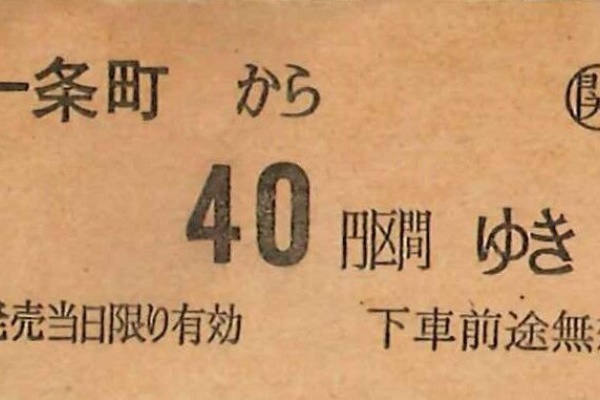 一条町 から
40 円区間 ゆき
売当日限り有効 下車前途無